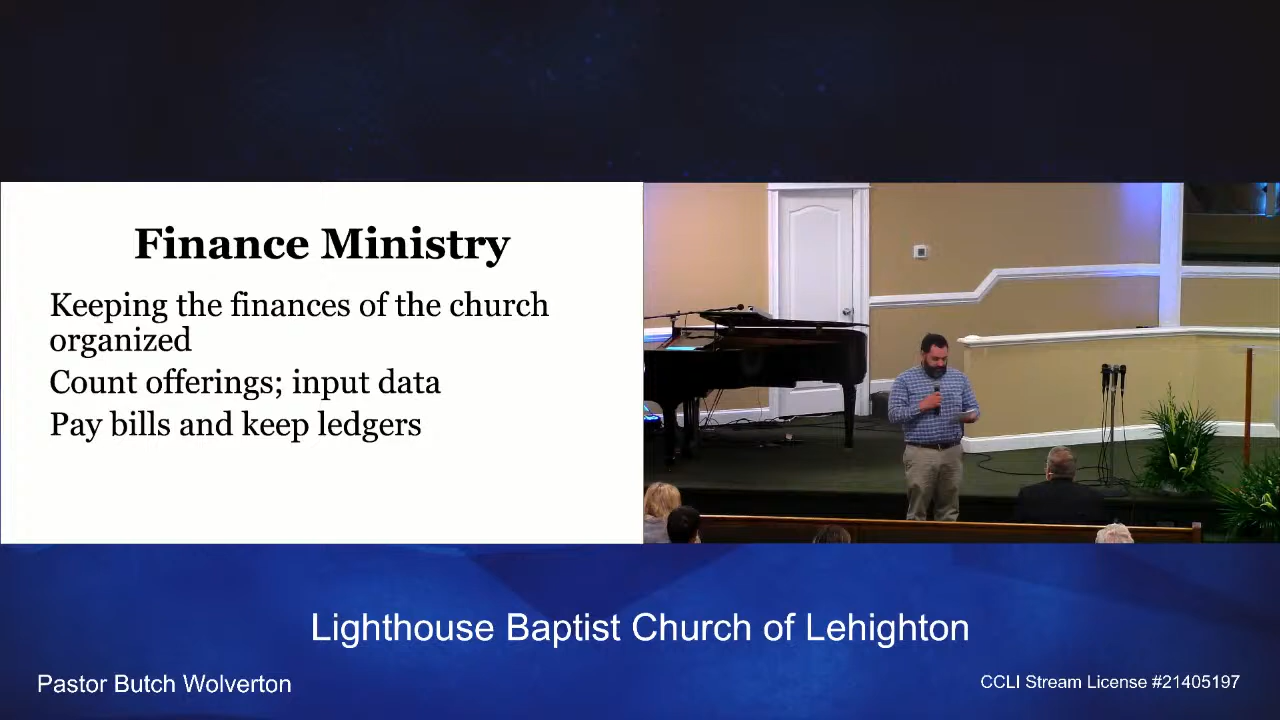 Finance Ministry
Keeping the finances of the church
organized
Count offerings; input data
Pay bills and keep ledgers
Lighthouse Baptist Church of Lehighton
Pastor Butch Wolverton
CCLI Stream License #21405197